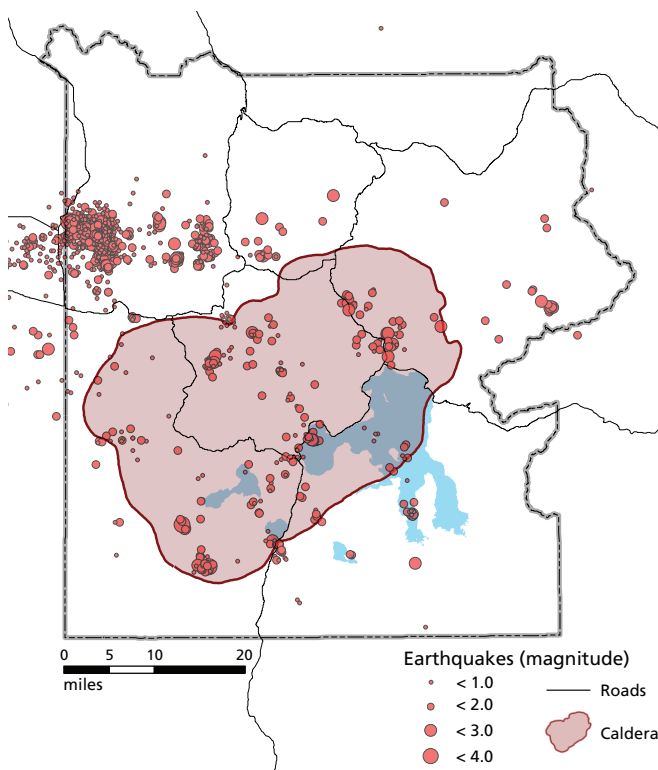 0 5 10 20
miles
Earthquakes (magnitude)
< 1.0
< 2.0
< 3.0
< 4.0
Roads
Caldera